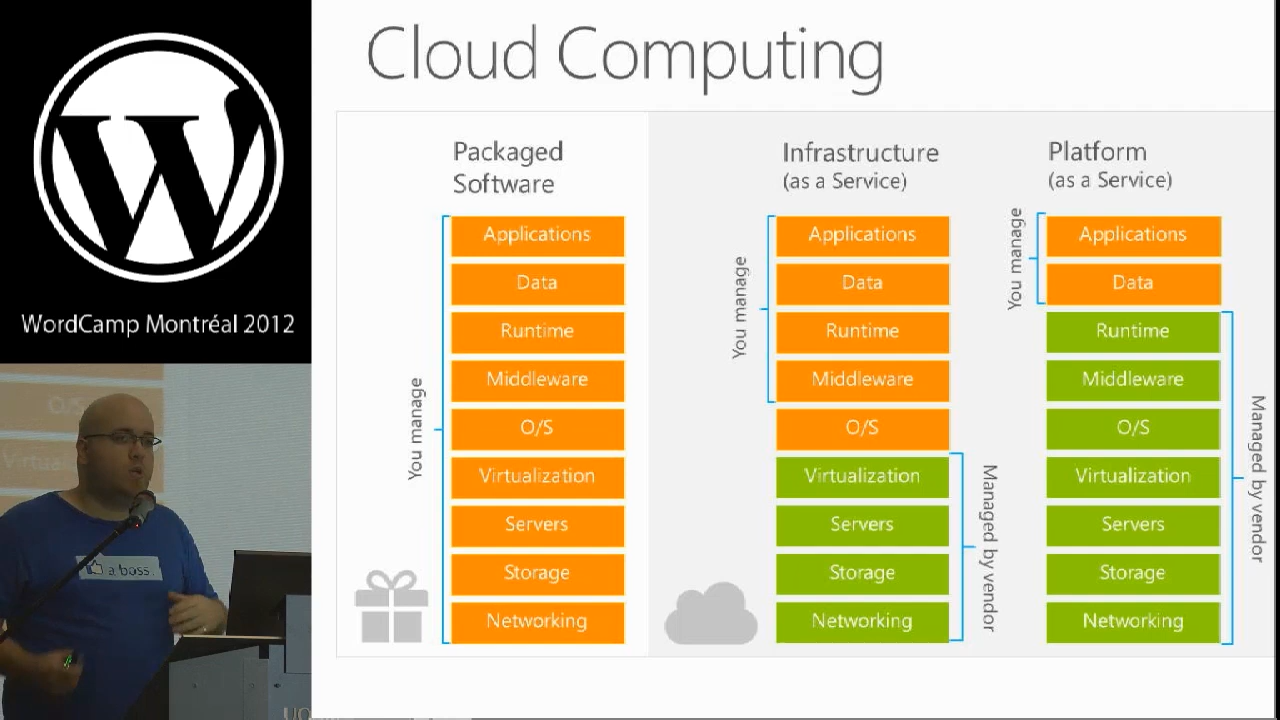 Cloud Computing
WordCamp Montréal 2012
Packaged
Software
Applications
Data
Runtime
Middleware
O/S
Virtualization
Servers
Storage
Networking
You manage
Infrastructure
(as a Service)
Applications
Data
Runtime
Middleware
O/S
Virtualization
Servers
Storage
Networking
You manage
Managed by vendor
Platform
(as a Service)
Applications
Data
Runtime
Middleware
O/S
Virtualization
Servers
Storage
Networking
You manage
Managed by vendor
O/S
a boss.